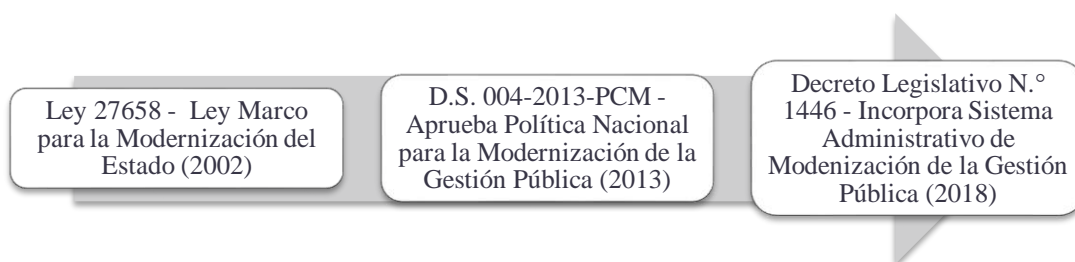 Ley 27658 - Ley Marco
para la Modernización del
Estado (2002)
D.S. 004-2013-PCM -
Aprueba Política Nacional
para la Modernización de la
Gestión Pública (2013)
Decreto Legislativo N.°
1446 - Incorpora Sistema
Administrativo de
Modenización de la Gestión
Pública (2018)